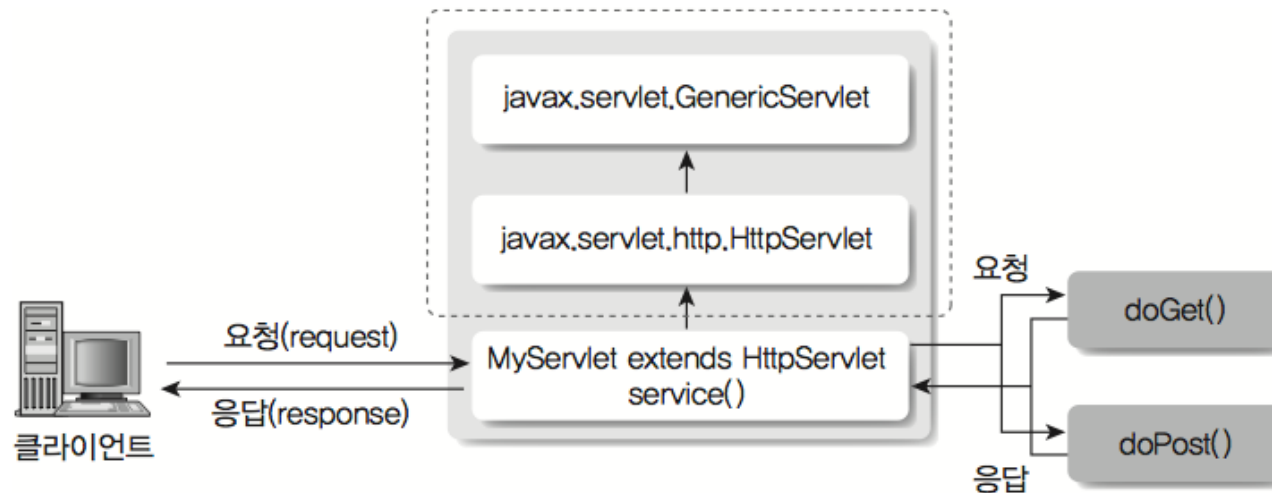 javax.servlet.GenericServlet
javax.servlet.http.HttpServlet
요청
doGet()
요청(request)
MyServlet extends HttpServlet
service()
응답(response)
클라이언트
doPost()
응답